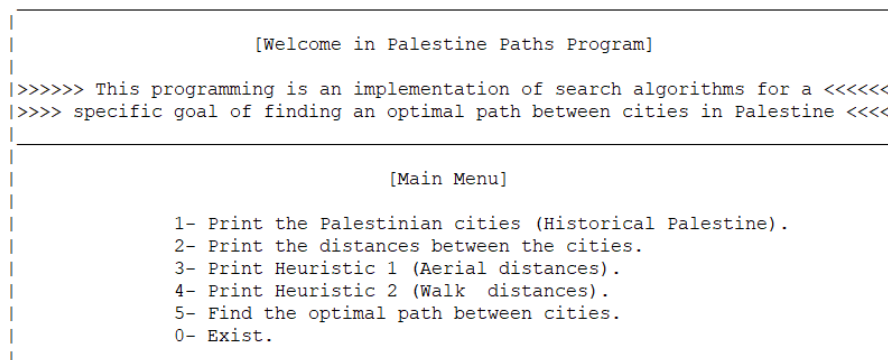 [Welcome in Palestine Paths Program]
>>>>>> This programming is an implementation of search algorithms for a <<<<<<
>>>> specific goal of finding an optimal path between cities in Palestine <<<<
[Main Menu]
1- Print the Palestinian cities (Historical Palestine).
2- Print the distances between the cities.
3- Print Heuristic 1 (Aerial distances).
4- Print Heuristic 2 (Walk  distances).
5- Find the optimal path between cities.
0- Exist.